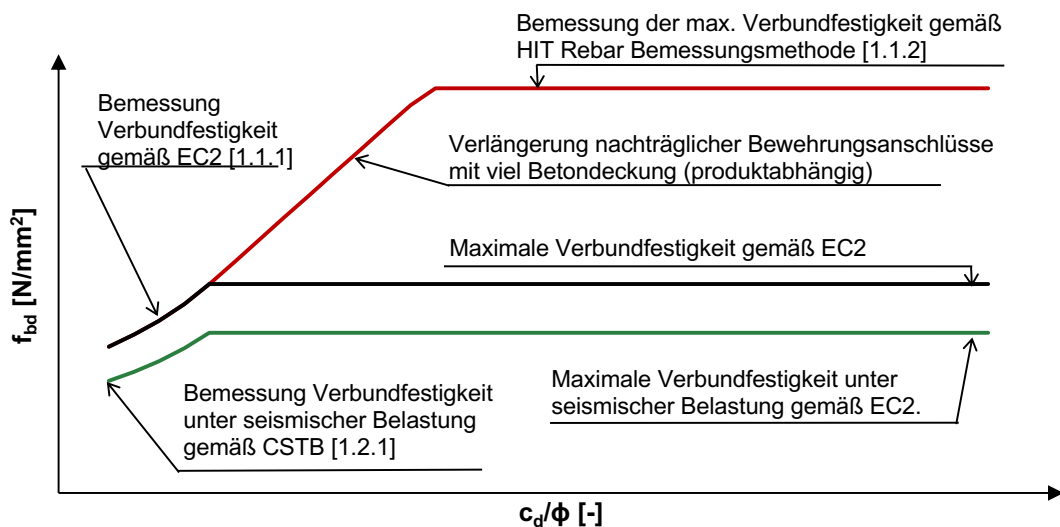 Bemessung der max. Verbundfestigkeit gemäß
HIT Rebar Bemessungsmethode [1.1.2]
Bemessung
Verbundfestigkeit
gemäß EC2 [1.1.1]
Verlängerung nachträglicher Bewehrungsanschlüsse
mit viel Betondeckung (produktabhängig)
Maximale Verbundfestigkeit gemäß EC2
f_bd [N/mm²]
Bemessung Verbundfestigkeit
unter seismischer Belastung
gemäß CSTB [1.2.1]
Maximale Verbundfestigkeit unter
seismischer Belastung gemäß EC2.
c_d/ϕ [-]